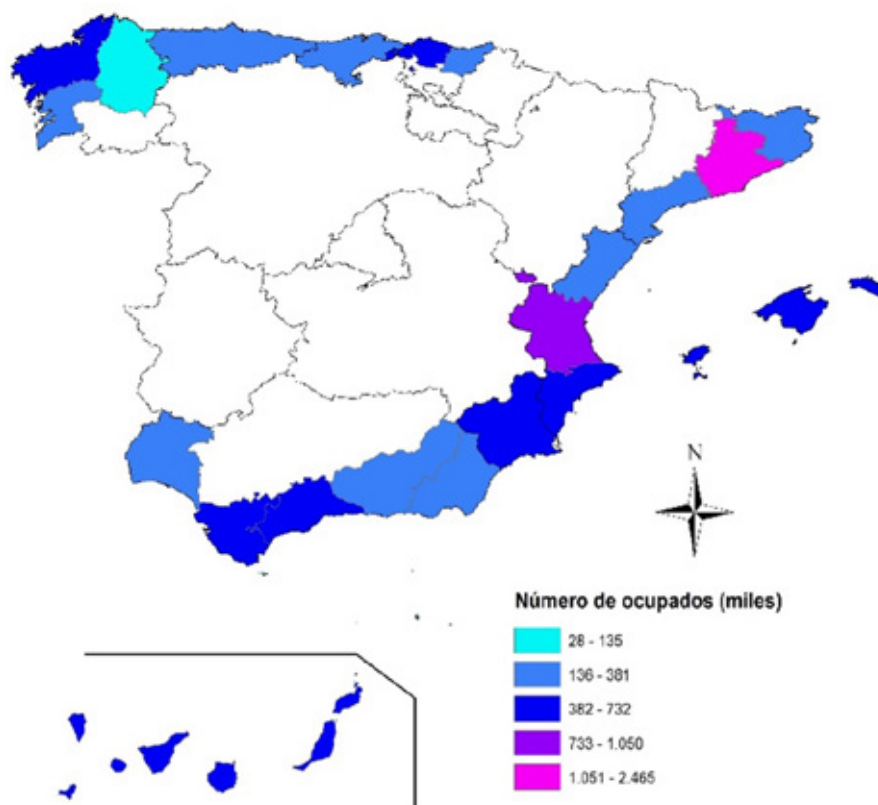 N
Número de ocupados (miles)
28 - 135
136 - 381
382 - 732
733 - 1.050
1.051 - 2.465